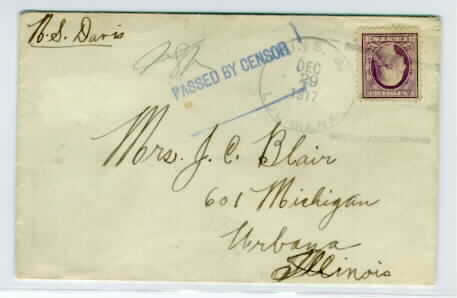 N. S. Davis
PASSED BY CENSOR
DEC
29
1917
Mrs. J. C. Blair
601 Michigan
Urbana
Illinois